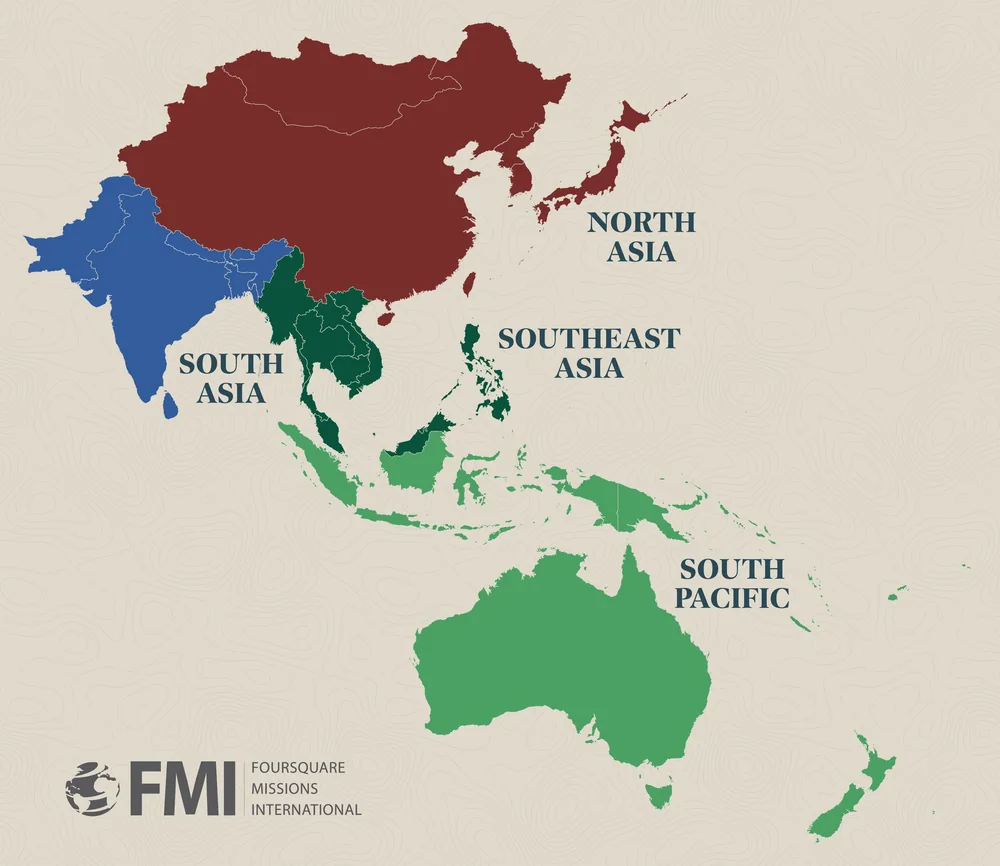 NORTH
ASIA
SOUTHEAST
ASIA
SOUTH
ASIA
SOUTH
PACIFIC
FMI
FOURSQUARE
MISSIONS
INTERNATIONAL